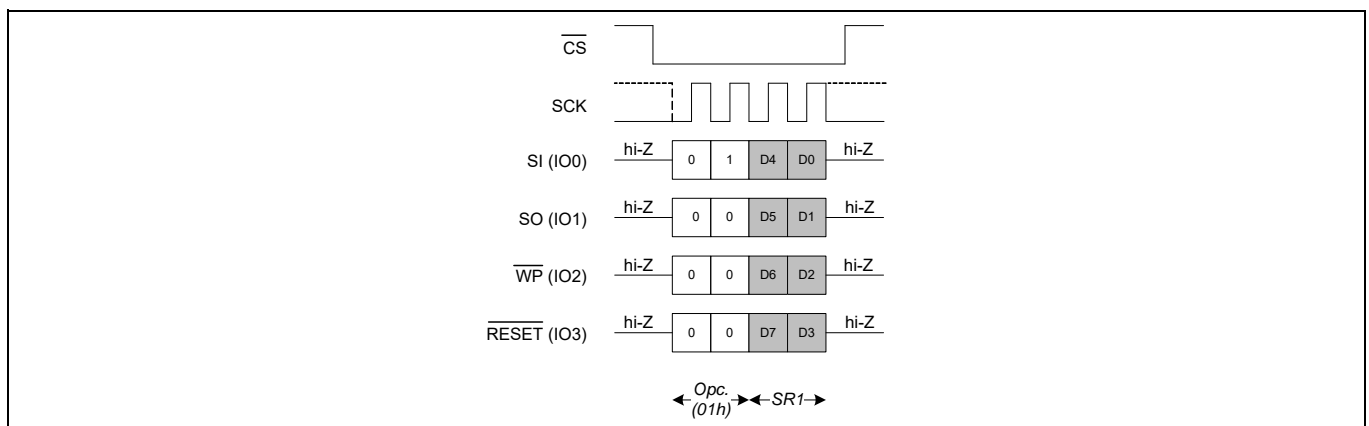 CS
SCK
SI (IO0) hi-Z 0 1 D4 D0 hi-Z
SO (IO1) hi-Z 0 0 D5 D1 hi-Z
WP (IO2) hi-Z 0 0 D6 D2 hi-Z
RESET (IO3) hi-Z 0 0 D7 D3 hi-Z
Opc. SR1
(01h)